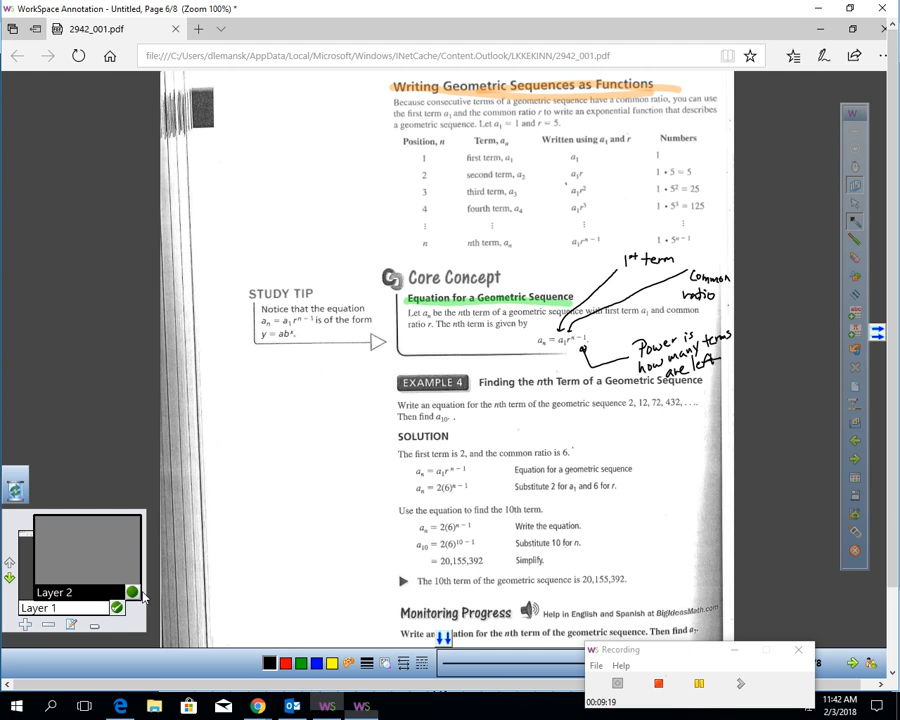 WorkSpace Annotation - Untitled, Page 6/8 (Zoom 100%) *
2942_001.pdf
file:///C:/Users/dlemansk/AppData/Local/Microsoft/Windows/INetCache/Content.Outlook/LKKEKINN/2942_001.pdf
Writing Geometric Sequences as Functions
Because consecutive terms of a geometric sequence have a common ratio, you can use
the first term a₁ and the common ratio r to write an exponential function that describes
a geometric sequence. Let a₁ = 1 and r = 5.
Position, n Term, aₙ Written using a₁ and r Numbers
1 first term, a₁ a₁ 1
2 second term, a₂ a₁r 1 • 5 = 5
3 third term, a₃ a₁r² 1 • 5² = 25
4 fourth term, a₄ a₁r³ 1 • 5³ = 125
⋮ ⋮ ⋮ ⋮
n nth term, aₙ a₁rⁿ⁻¹ 1 • 5ⁿ⁻¹
1st term
Core Concept
common
ratio
Equation for a Geometric Sequence
Let aₙ be the nth term of a geometric sequence with first term a₁ and common
ratio r. The nth term is given by
aₙ = a₁rⁿ⁻¹.
Power is
how many terms
are left
STUDY TIP
Notice that the equation
aₙ = a₁rⁿ⁻¹ is of the form
y = abˣ.
EXAMPLE 4 Finding the nth Term of a Geometric Sequence
Write an equation for the nth term of the geometric sequence 2, 12, 72, 432, . . . .
Then find a₁₀.
SOLUTION
The first term is 2, and the common ratio is 6.
aₙ = a₁rⁿ⁻¹ Equation for a geometric sequence
aₙ = 2(6)ⁿ⁻¹ Substitute 2 for a₁ and 6 for r.
Use the equation to find the 10th term.
aₙ = 2(6)ⁿ⁻¹ Write the equation.
a₁₀ = 2(6)¹⁰⁻¹ Substitute 10 for n.
= 20,155,392 Simplify.
The 10th term of the geometric sequence is 20,155,392.
Monitoring Progress Help in English and Spanish at BigIdeasMath.com
Write an equation for the nth term of the geometric sequence. Then find a₇.
Layer 2
Layer 1
Recording
File Help
00:09:19
/8
11:42 AM
2/3/2018